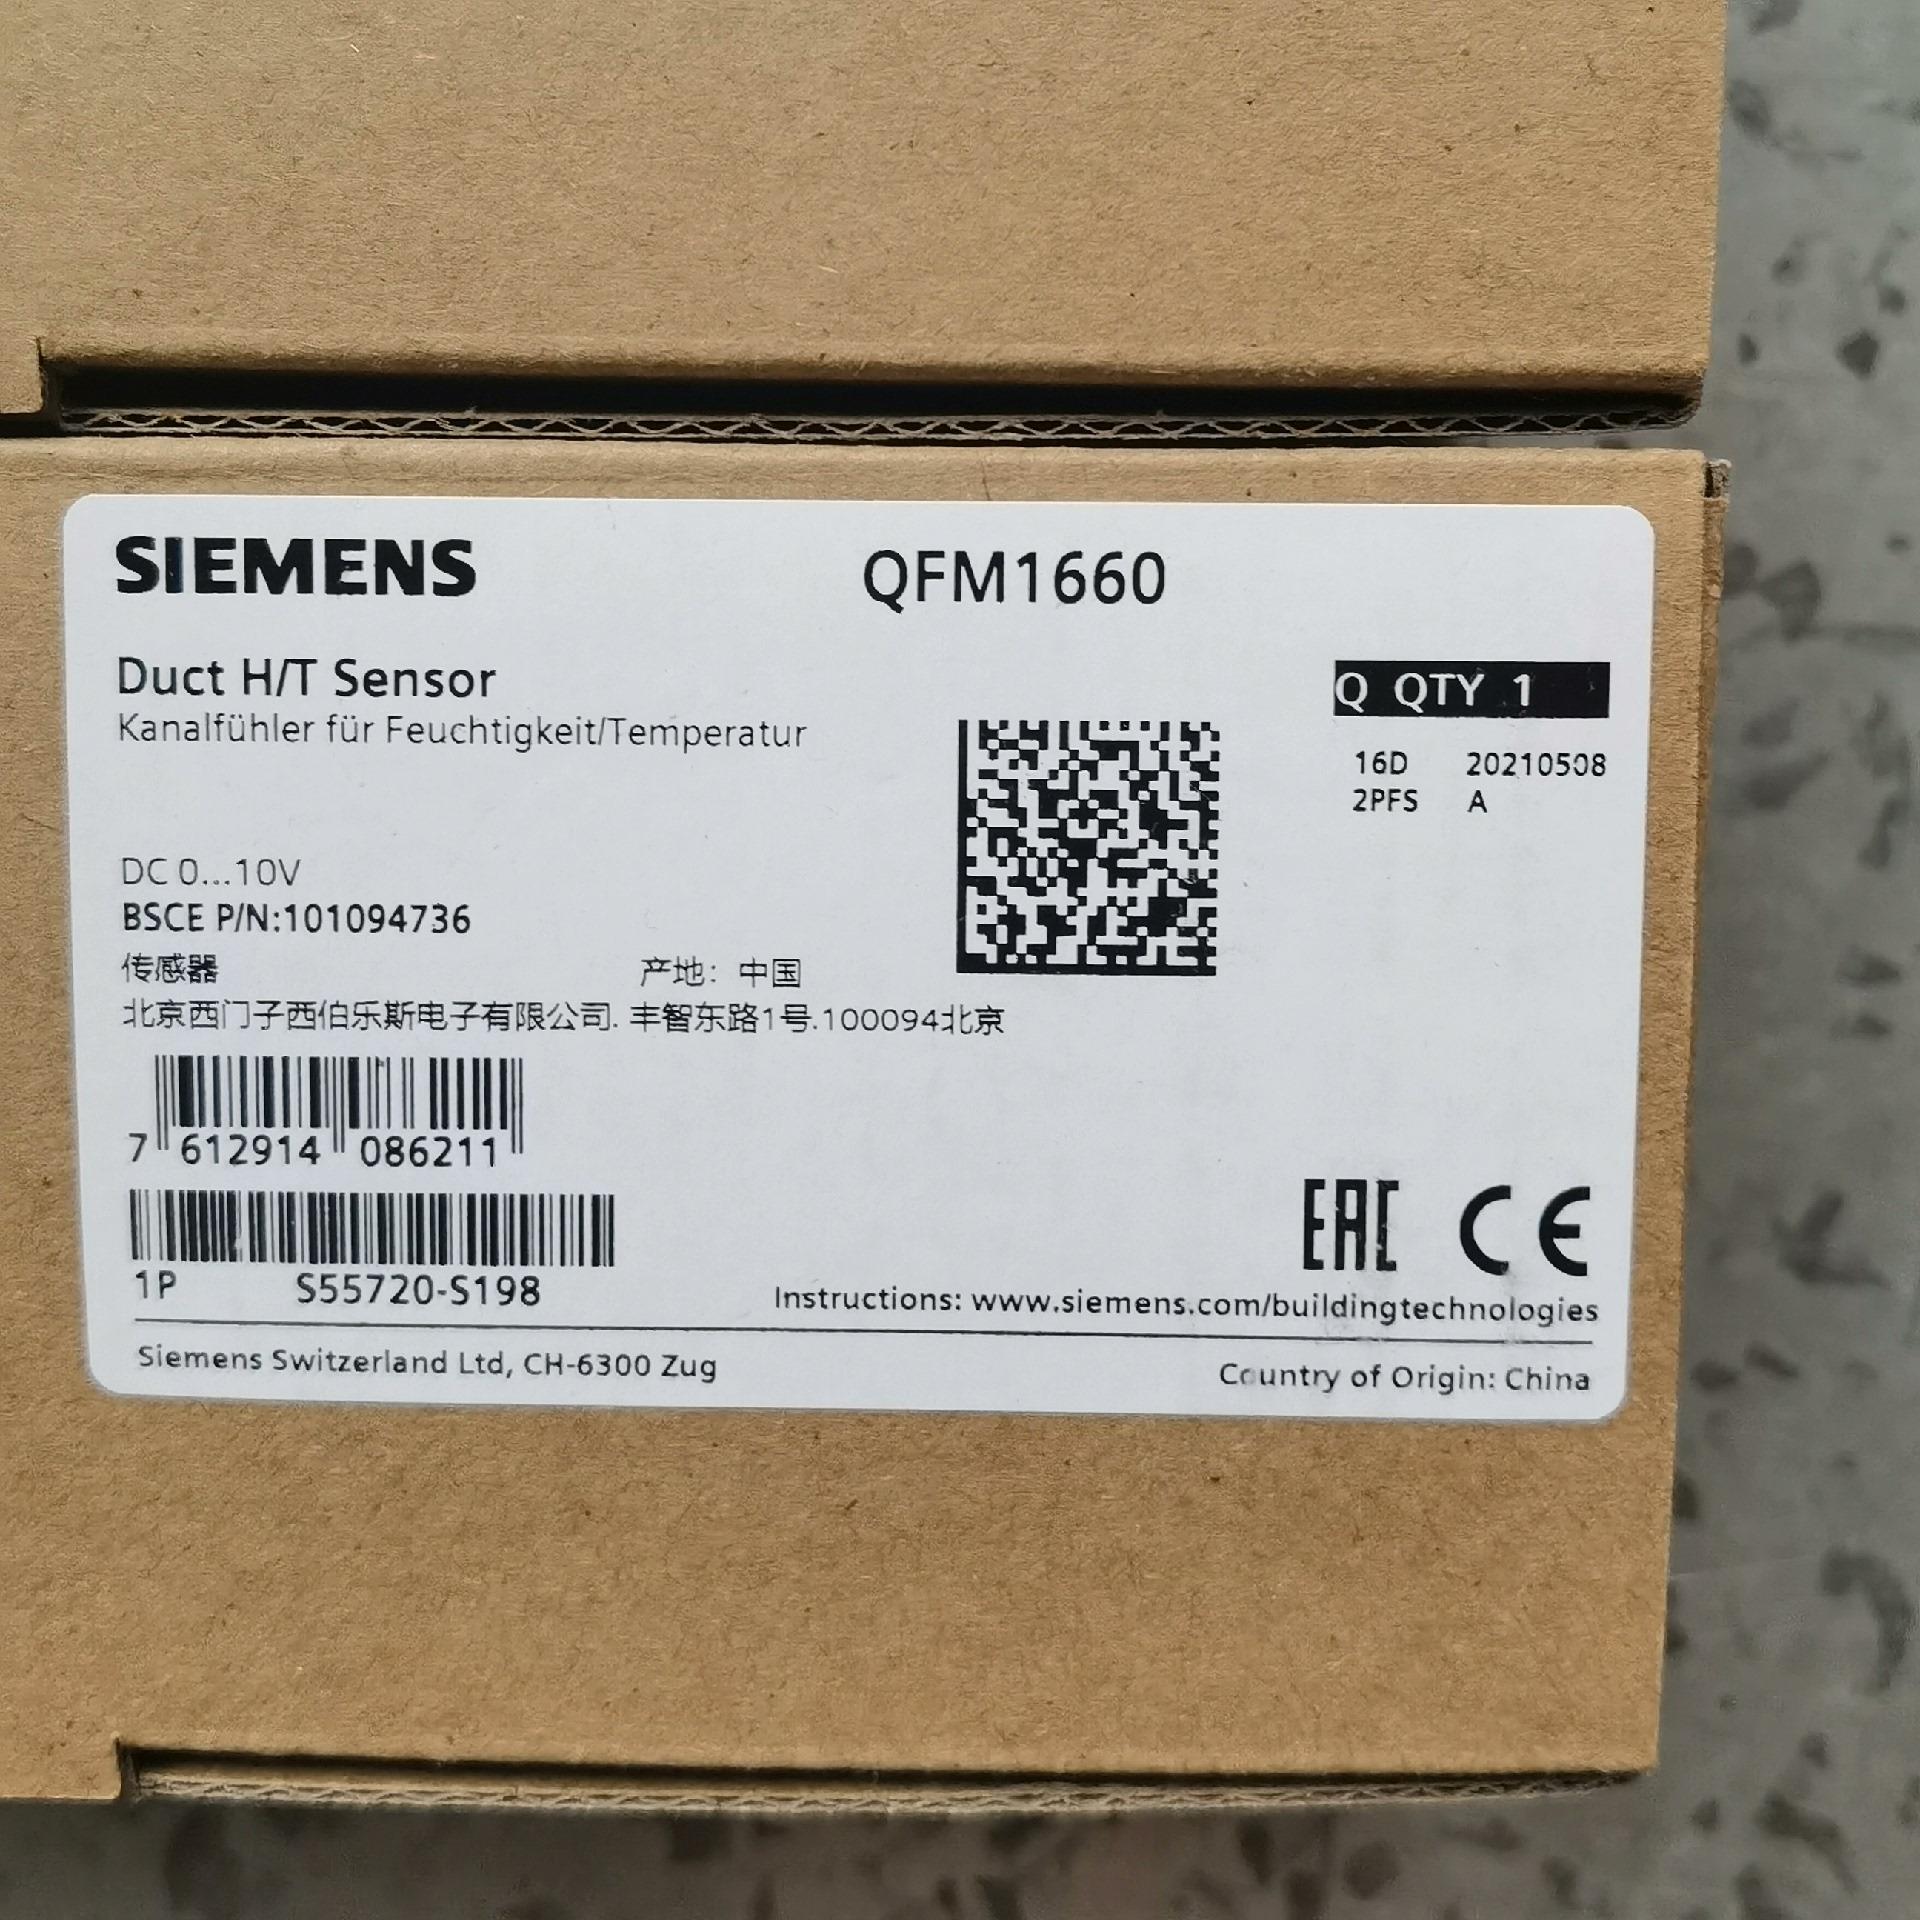 SIEMENS
QFM1660
Duct H/T Sensor
Kanalfühler für Feuchtigkeit/Temperatur
Q QTY 1
16D 20210508
2PFS A
DC 0...10V
BSCE P/N:101094736
传感器 产地：中国
北京西门子西伯乐斯电子有限公司. 丰智东路1号.100094北京
7 612914 086211
1P S55720-S198
EAC CE
Instructions: www.siemens.com/buildingtechnologies
Siemens Switzerland Ltd, CH-6300 Zug
Country of Origin: China